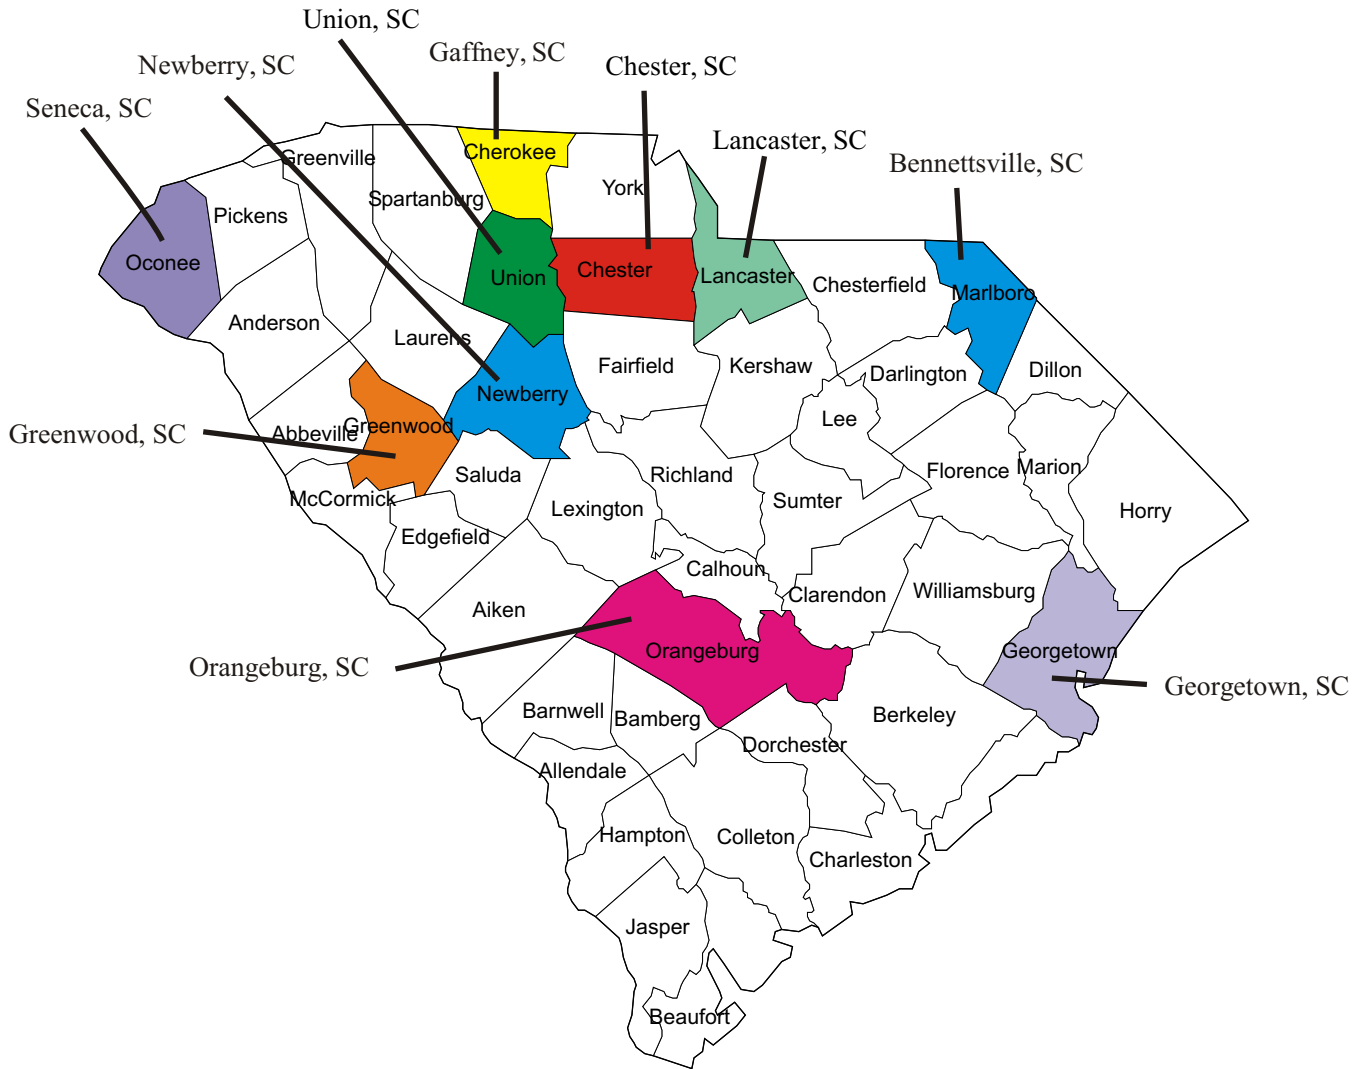 Union, SC
Gaffney, SC
Newberry, SC
Chester, SC
Seneca, SC
Lancaster, SC
Bennettsville, SC
Greenville
Cherokee
Spartanburg
York
Pickens
Oconee
Union
Chester
Lancaster
Chesterfield
Marlboro
Anderson
Laurens
Fairfield
Kershaw
Darlington
Dillon
Newberry
Lee
Greenwood, SC
Abbeville
Greenwood
Saluda
Richland
Florence
Marion
McCormick
Lexington
Sumter
Horry
Edgefield
Calhoun
Clarendon
Williamsburg
Aiken
Orangeburg, SC
Orangeburg
Georgetown
Georgetown, SC
Barnwell
Bamberg
Berkeley
Dorchester
Allendale
Hampton
Colleton
Charleston
Jasper
Beaufort